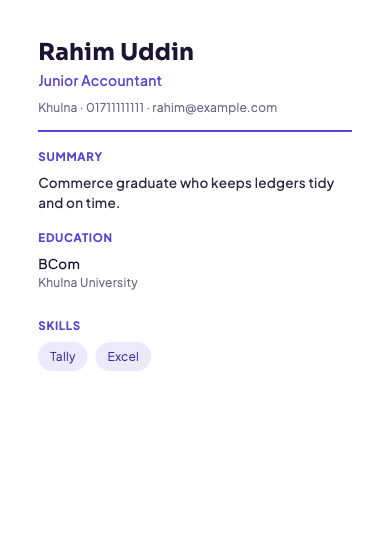 Rahim Uddin
Junior Accountant
Khulna · 01711111111 · rahim@example.com
SUMMARY
Commerce graduate who keeps ledgers tidy
and on time.
EDUCATION
BCom
Khulna University
SKILLS
Tally Excel